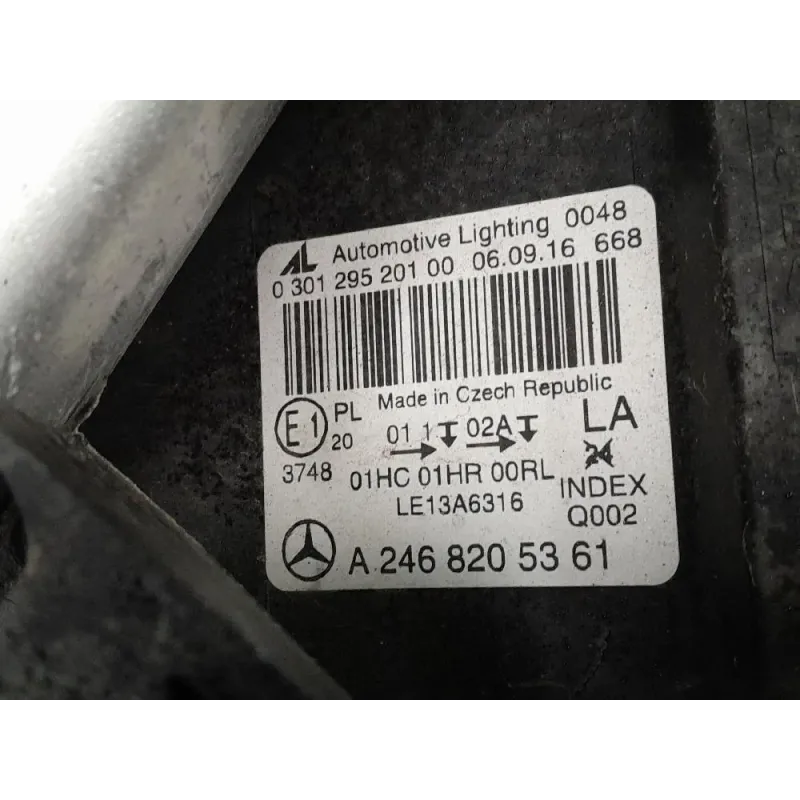 AL Automotive Lighting 0048
0 301 295 201 00 06.09.16 668
Made in Czech Republic
E1 PL 20 01 1 02A LA
3748 01HC 01HR 00RL 24 INDEX
LE13A6316 Q002
A 246 820 53 61